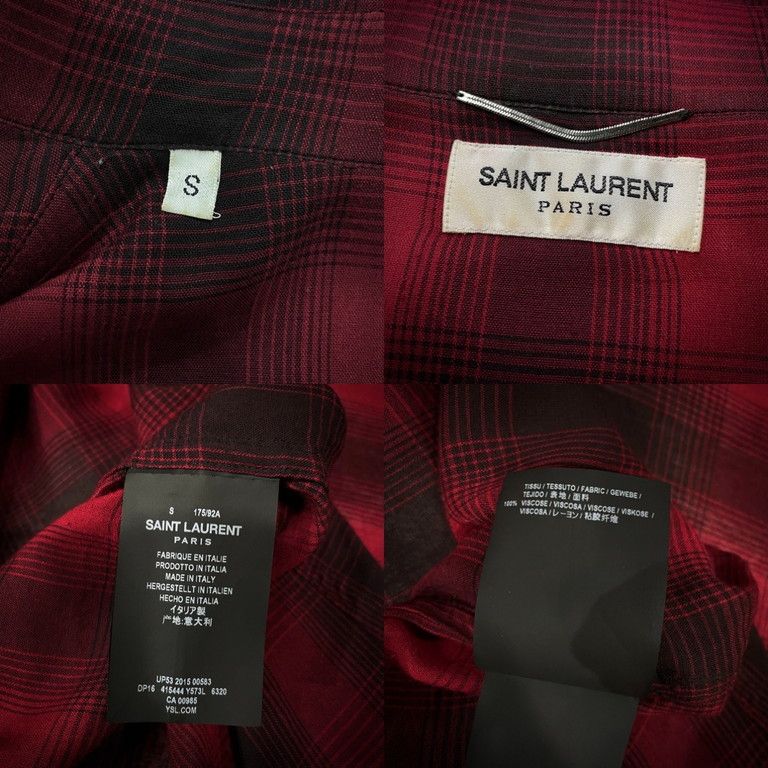 S
SAINT LAURENT
PARIS
S 175/92A
SAINT LAURENT
PARIS
FABRIQUE EN ITALIE
PRODOTTO IN ITALIA
MADE IN ITALY
HERGESTELLT IN ITALIEN
HECHO EN ITALIA
イタリア製
产地:意大利
UP53 2015 00583
DP16 415444 Y573L 6320
CA 00985
YSL.COM
TISSU / TESSUTO / FABRIC / GEWEBE /
TEJIDO / 表地 / 面料
100% VISCOSE / VISCOSA / VISCOSE / VISKOSE /
VISCOSA / レーヨン / 粘胶纤维